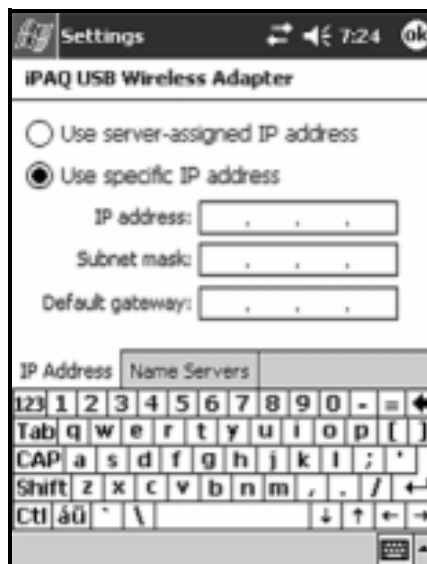 Settings 7:24 ok
iPAQ USB Wireless Adapter
Use server-assigned IP address
Use specific IP address
IP address: . . .
Subnet mask: . . .
Default gateway: . . .
IP Address Name Servers
123 1 2 3 4 5 6 7 8 9 0 - =
Tab q w e r t y u i o p [ ]
CAP a s d f g h j k l ; '
Shift z x c v b n m , . /
Ctl áü ` \